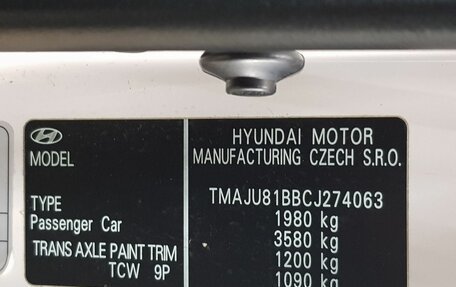 HYUNDAI MOTOR
MANUFACTURING CZECH S.R.O.
MODEL
TYPE
Passenger Car
TRANS AXLE PAINT TRIM
TCW 9P
TMAJU81BBCJ274063
1980 kg
3580 kg
1200 kg
1090 kg